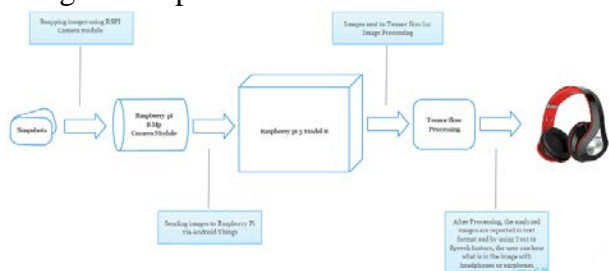 Snapping images using RSPI
Camera module
Images sent to Tensor flow for
Image Processing
Snapshots
Raspberry pi
8 Mp
Camera Module
Raspberry pi 3 Model B
Tensor flow
Processing
Sending images to Raspberry Pi
via Android Things
After Processing, the analyzed
images are reported in text
format and by using Text to
Speech feature, the user can hear
what is in the image with
headphones or earphones